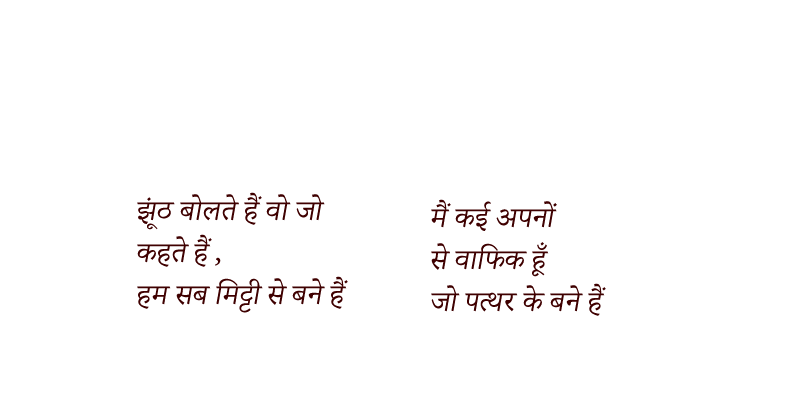 झूंठ बोलते हैं वो जो
कहते हैं ,
हम सब मिट्टी से बने हैं
मैं कई अपनों
से वाफिक हूँ
जो पत्थर के बने हैं